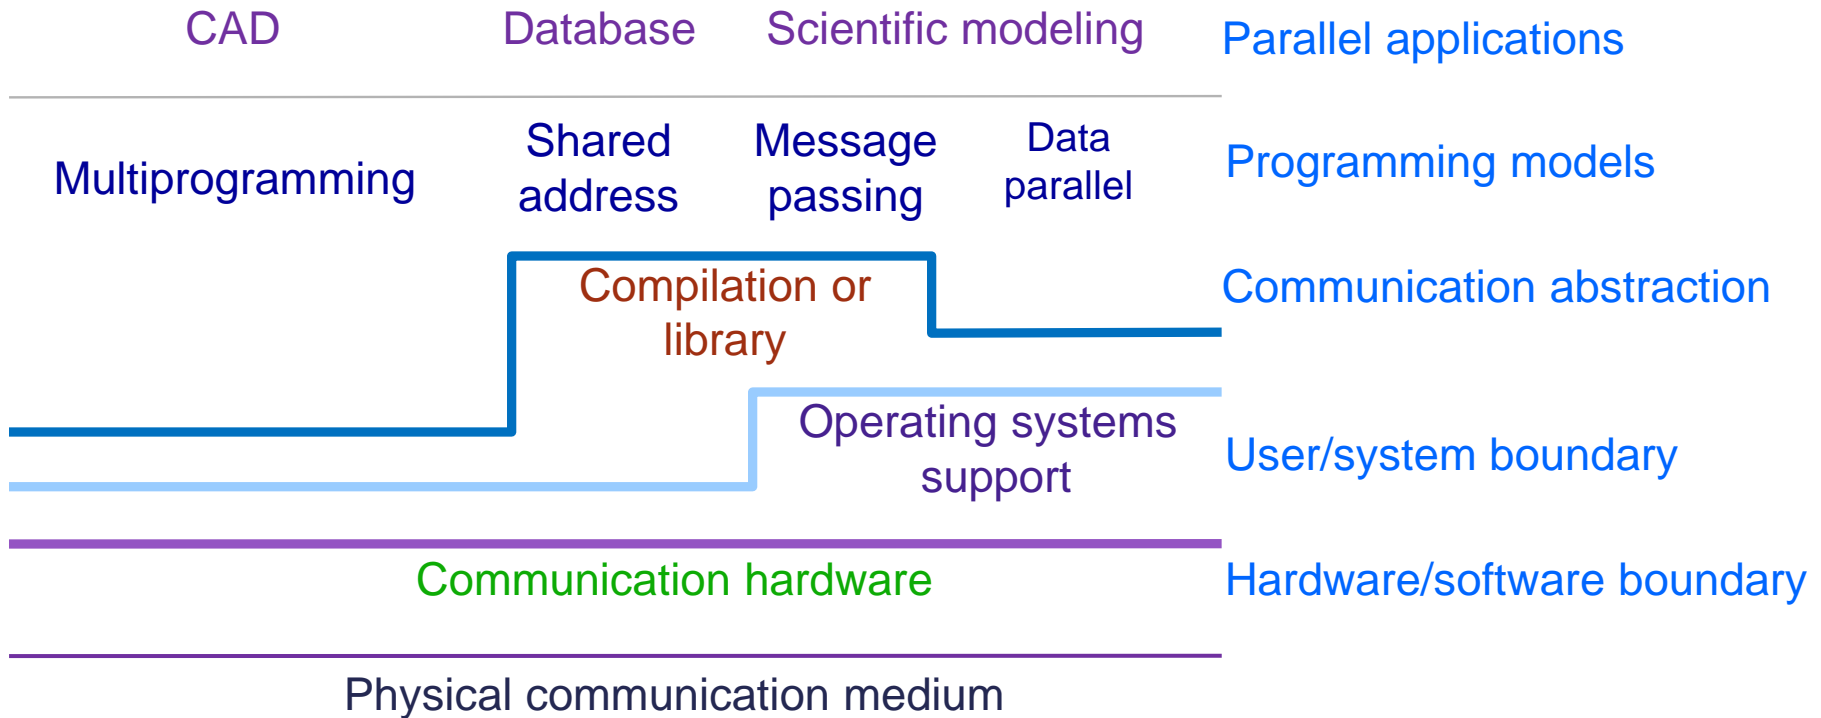 CAD Database Scientific modeling Parallel applications
Multiprogramming
Shared
address
Message
passing
Data
parallel
Programming models
Compilation or
library
Communication abstraction
Operating systems
support
User/system boundary
Communication hardware
Hardware/software boundary
Physical communication medium